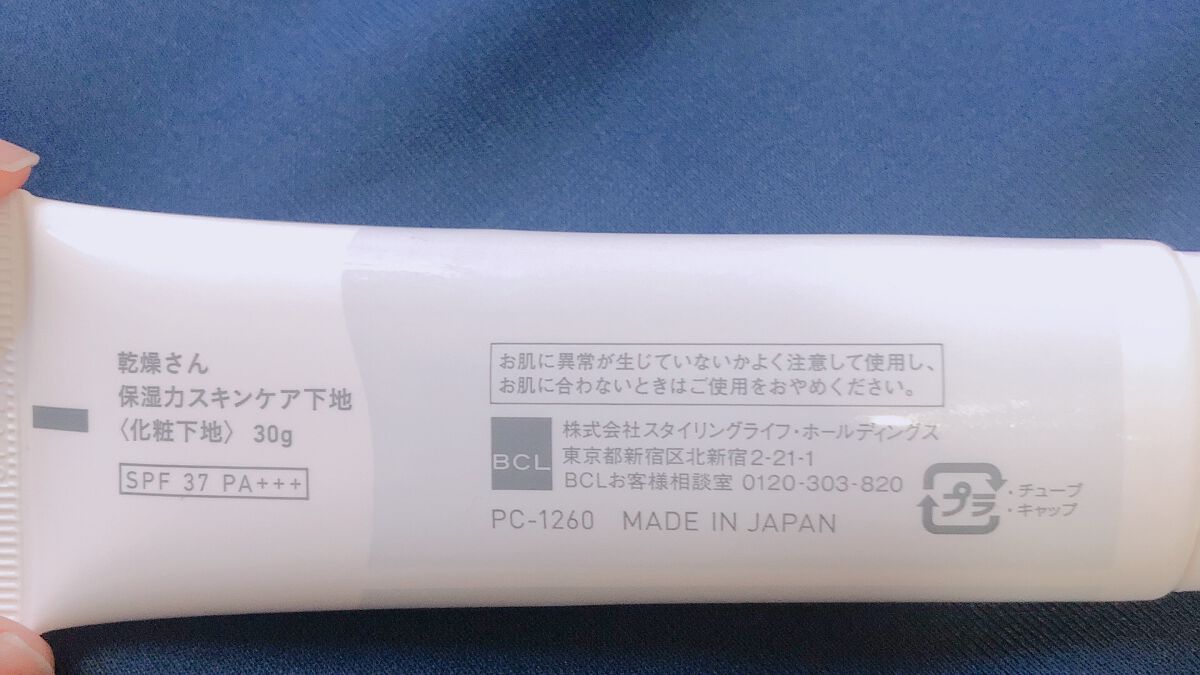 乾燥さん
保湿力スキンケア下地
〈化粧下地〉 30g
SPF 37 PA+++
お肌に異常が生じていないかよく注意して使用し、
お肌に合わないときはご使用をおやめください。
BCL
株式会社スタイリングライフ・ホールディングス
東京都新宿区北新宿2-21-1
BCLお客様相談室 0120-303-820
PC-1260 MADE IN JAPAN
プラ
・チューブ
・キャップ